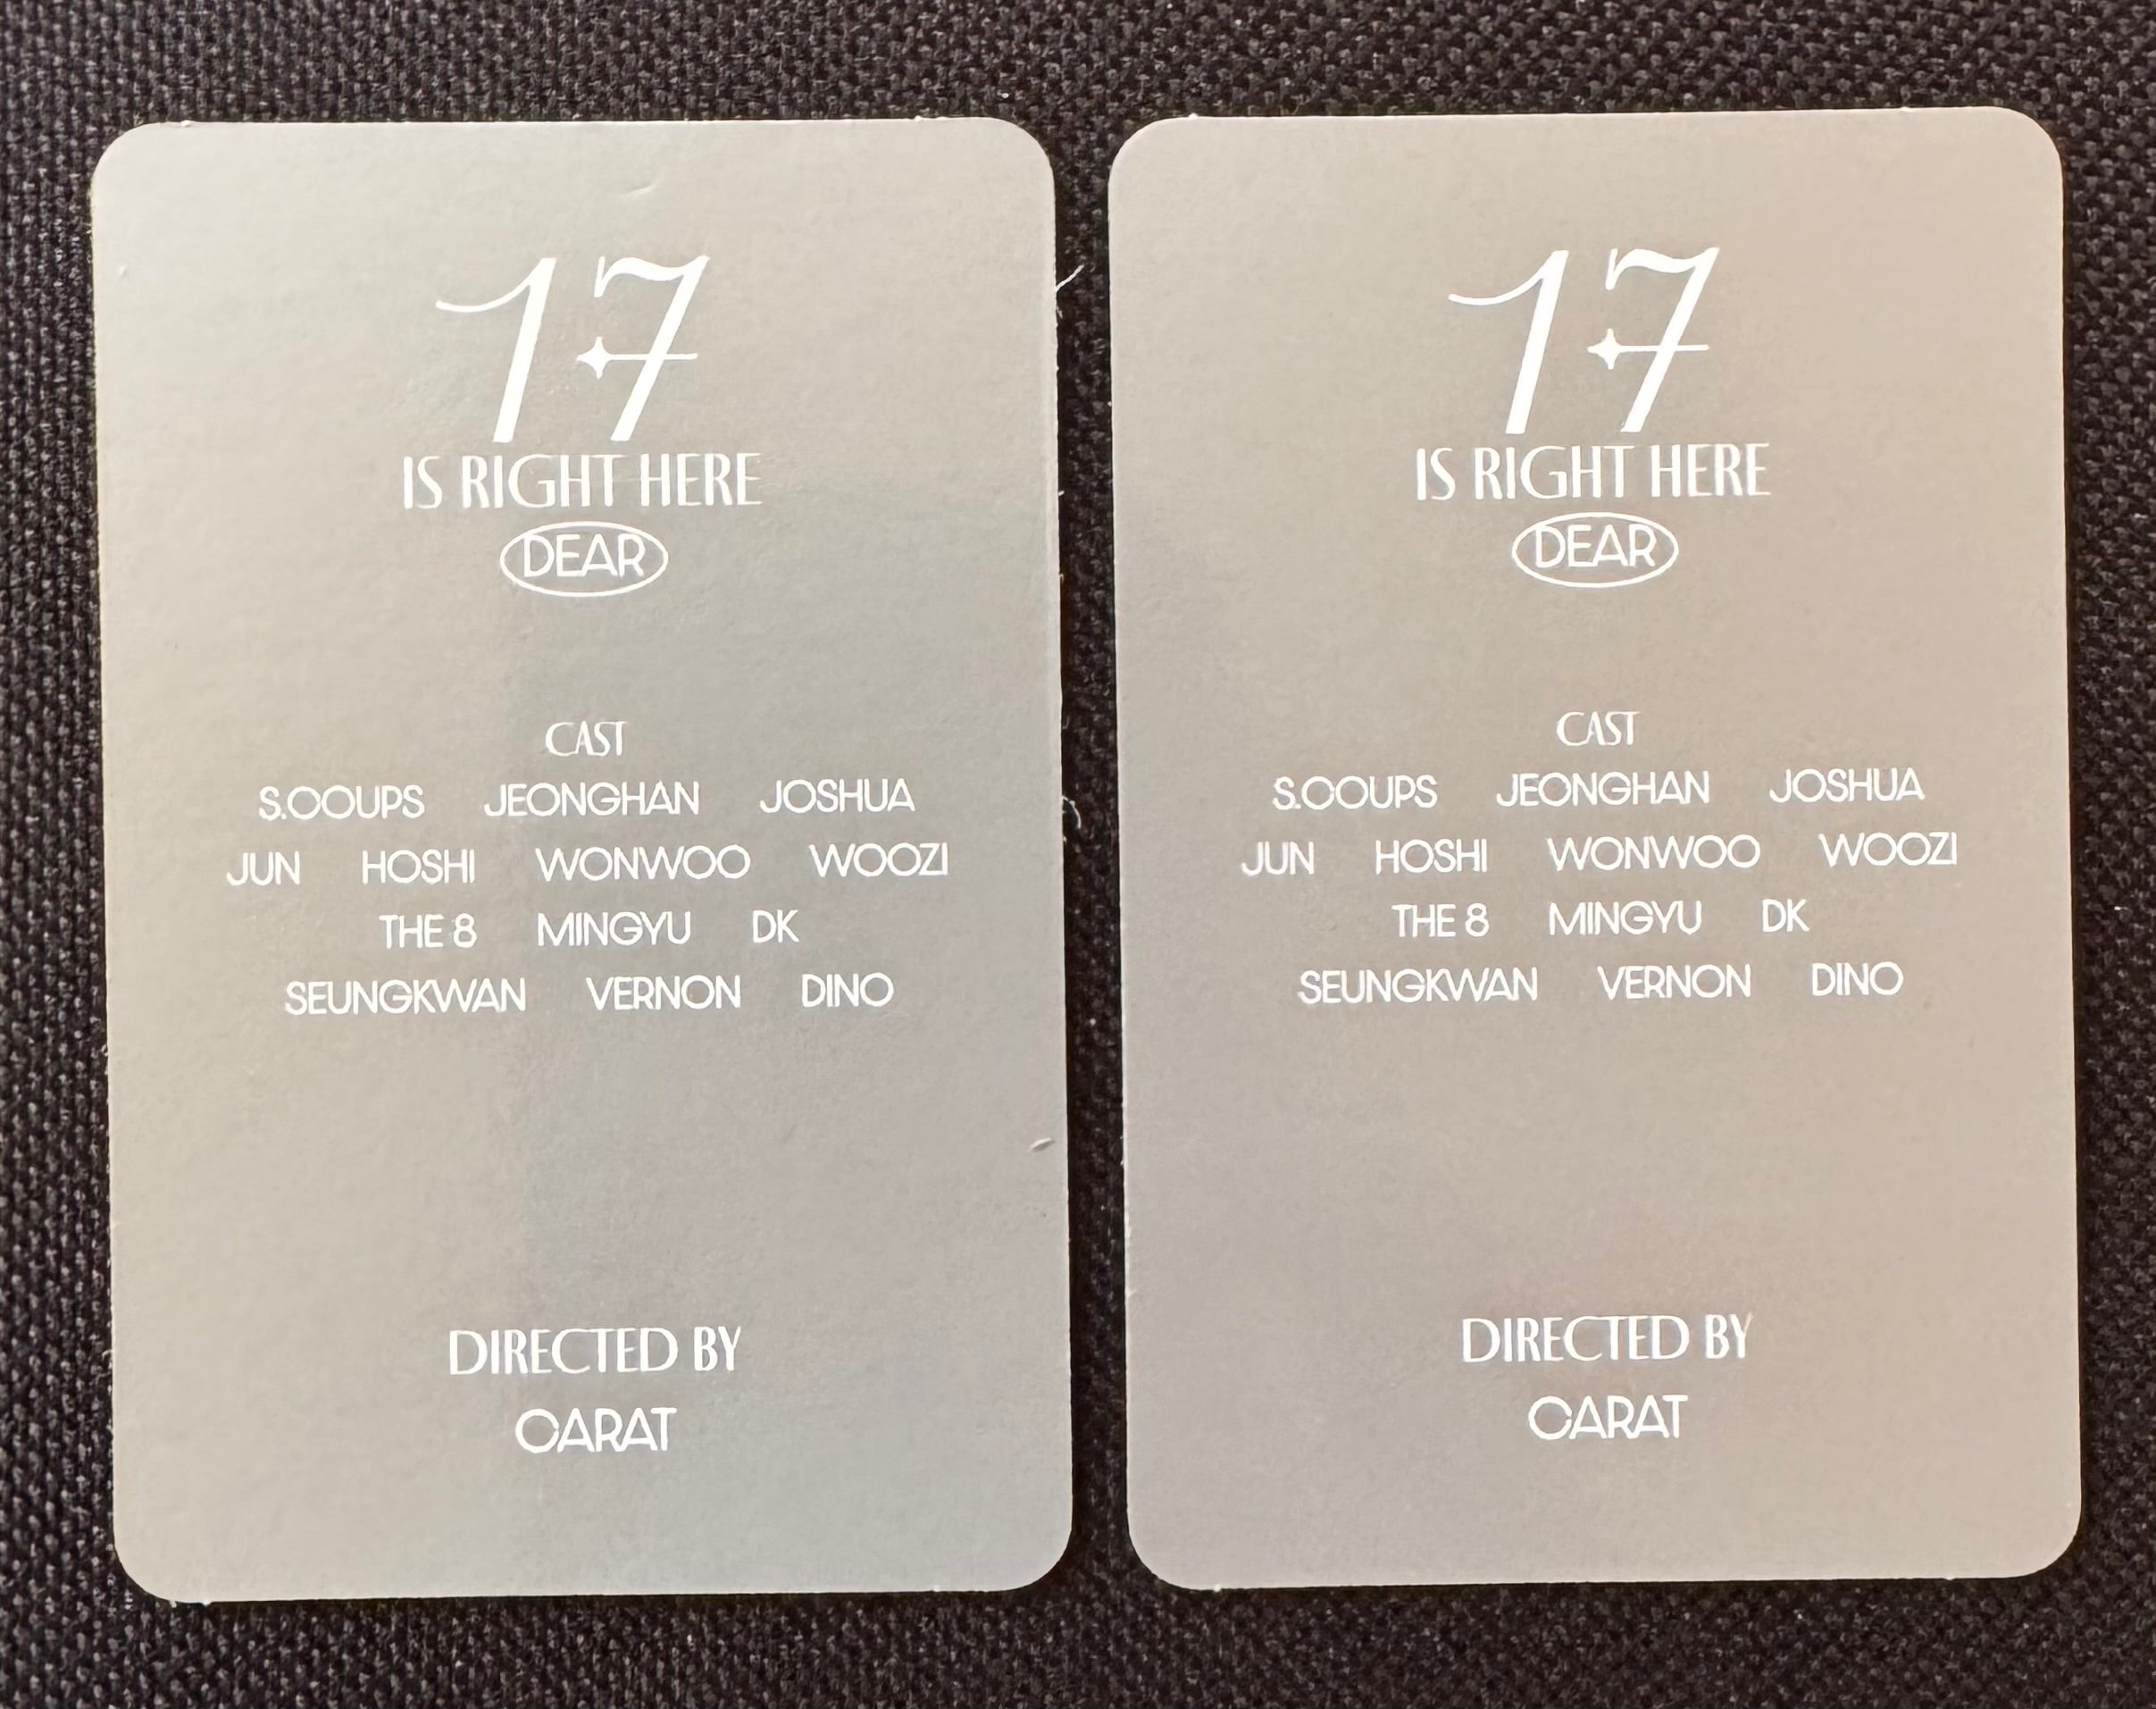 17
IS RIGHT HERE
DEAR
CAST
S.COUPS JEONGHAN JOSHUA
JUN HOSHI WONWOO WOOZI
THE 8 MINGYU DK
SEUNGKWAN VERNON DINO
DIRECTED BY
CARAT
17
IS RIGHT HERE
DEAR
CAST
S.COUPS JEONGHAN JOSHUA
JUN HOSHI WONWOO WOOZI
THE 8 MINGYU DK
SEUNGKWAN VERNON DINO
DIRECTED BY
CARAT